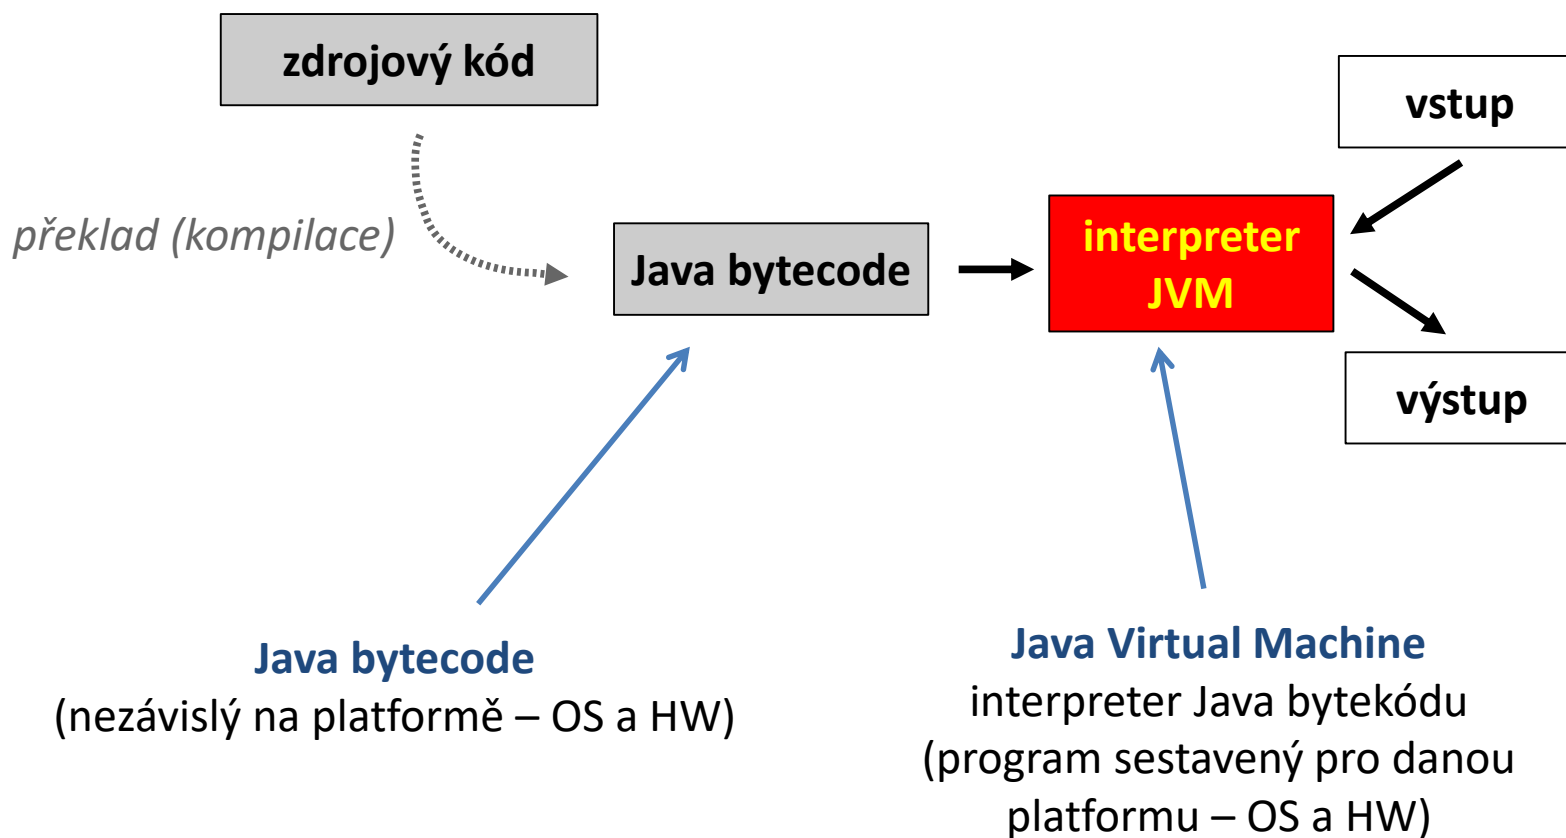 zdrojový kód
vstup
překlad (kompilace)
Java bytecode
interpreter
JVM
výstup
Java bytecode
(nezávislý na platformě – OS a HW)
Java Virtual Machine
interpreter Java bytekódu
(program sestavený pro danou
platformu – OS a HW)